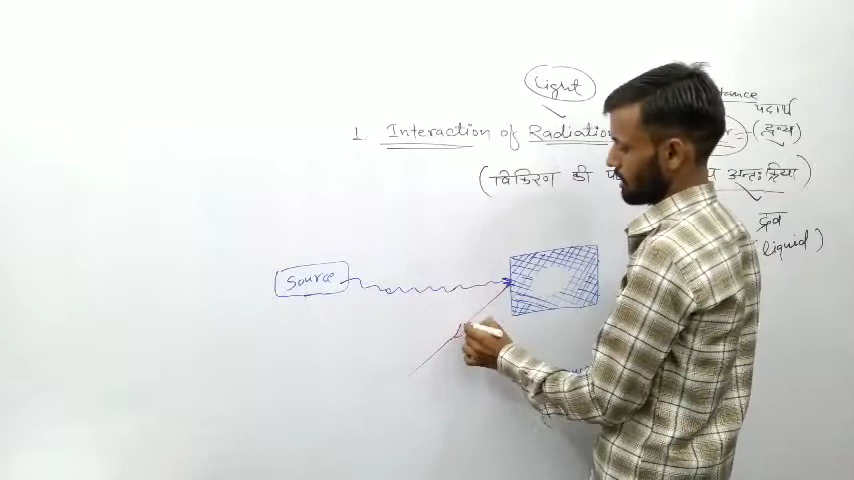 Light
पदार्थ
1. Interaction of Radiation (द्रव्य)
(विकिरण की अन्तःक्रिया)
द्रव
(liquid)
Source